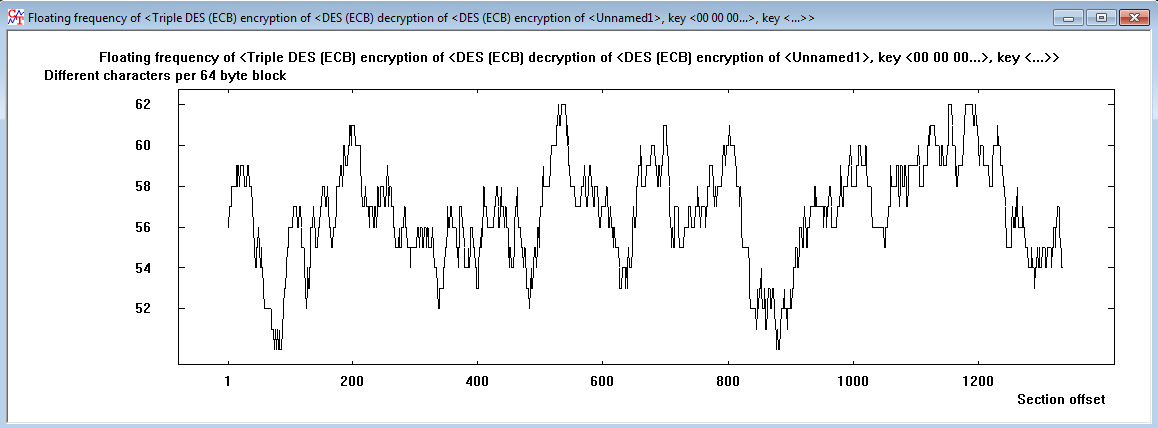 Floating frequency of <Triple DES (ECB) encryption of <DES (ECB) decryption of <DES (ECB) encryption of <Unnamed1>, key <00 00 00...>, key <...>>
Floating frequency of <Triple DES (ECB) encryption of <DES (ECB) decryption of <DES (ECB) encryption of <Unnamed1>, key <00 00 00...>, key <...>>
Different characters per 64 byte block
62
60
58
56
54
52
1 200 400 600 800 1000 1200
Section offset